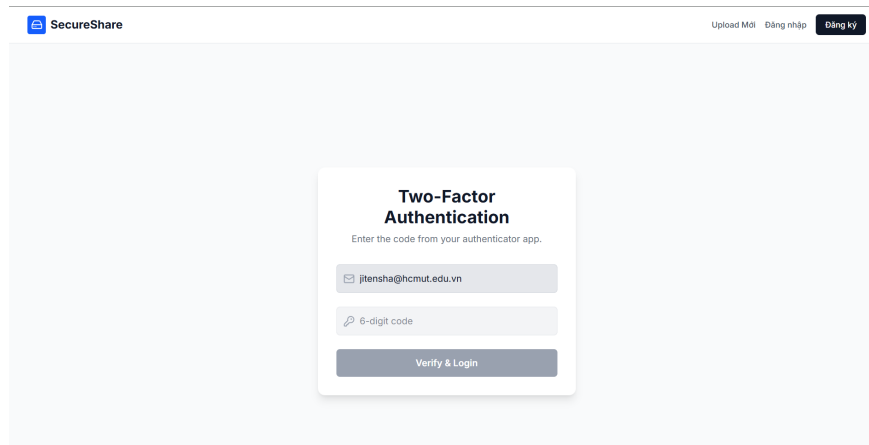 SecureShare
Upload Mới Đăng nhập Đăng ký
Two-Factor
Authentication
Enter the code from your authenticator app.
jitensha@hcmut.edu.vn
6-digit code
Verify & Login